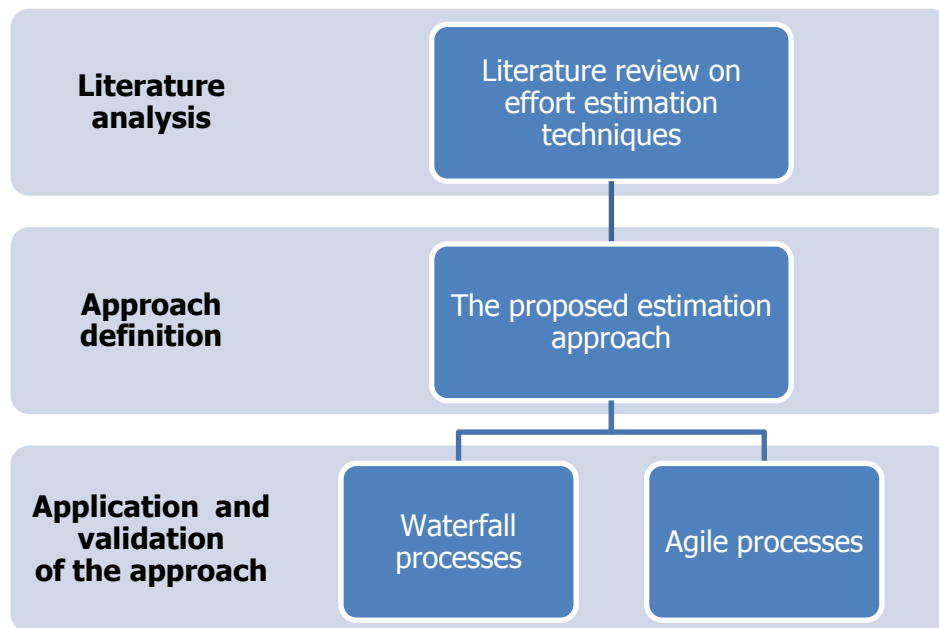 Literature
analysis
Literature review on
effort estimation
techniques
Approach
definition
The proposed estimation
approach
Application and
validation
of the approach
Waterfall
processes
Agile processes